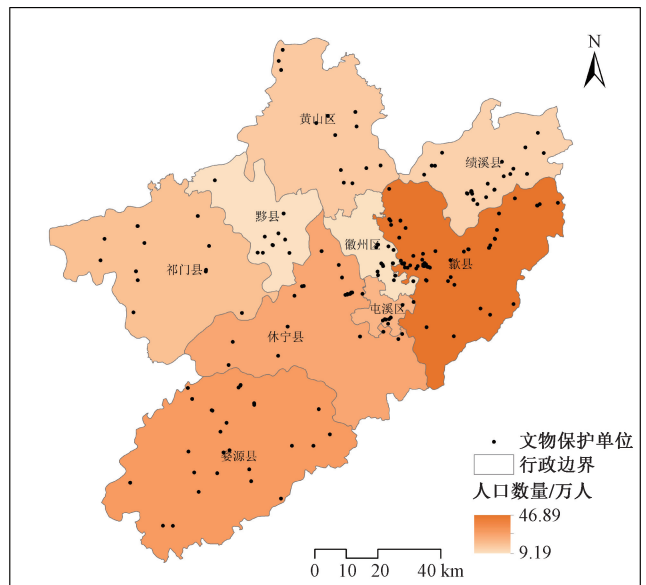 N
黄山区
绩溪县
黟县
徽州区
祁门县
歙县
屯溪区
休宁县
婺源县
文物保护单位
行政边界
人口数量/万人
46.89
9.19
0 10 20 40 km